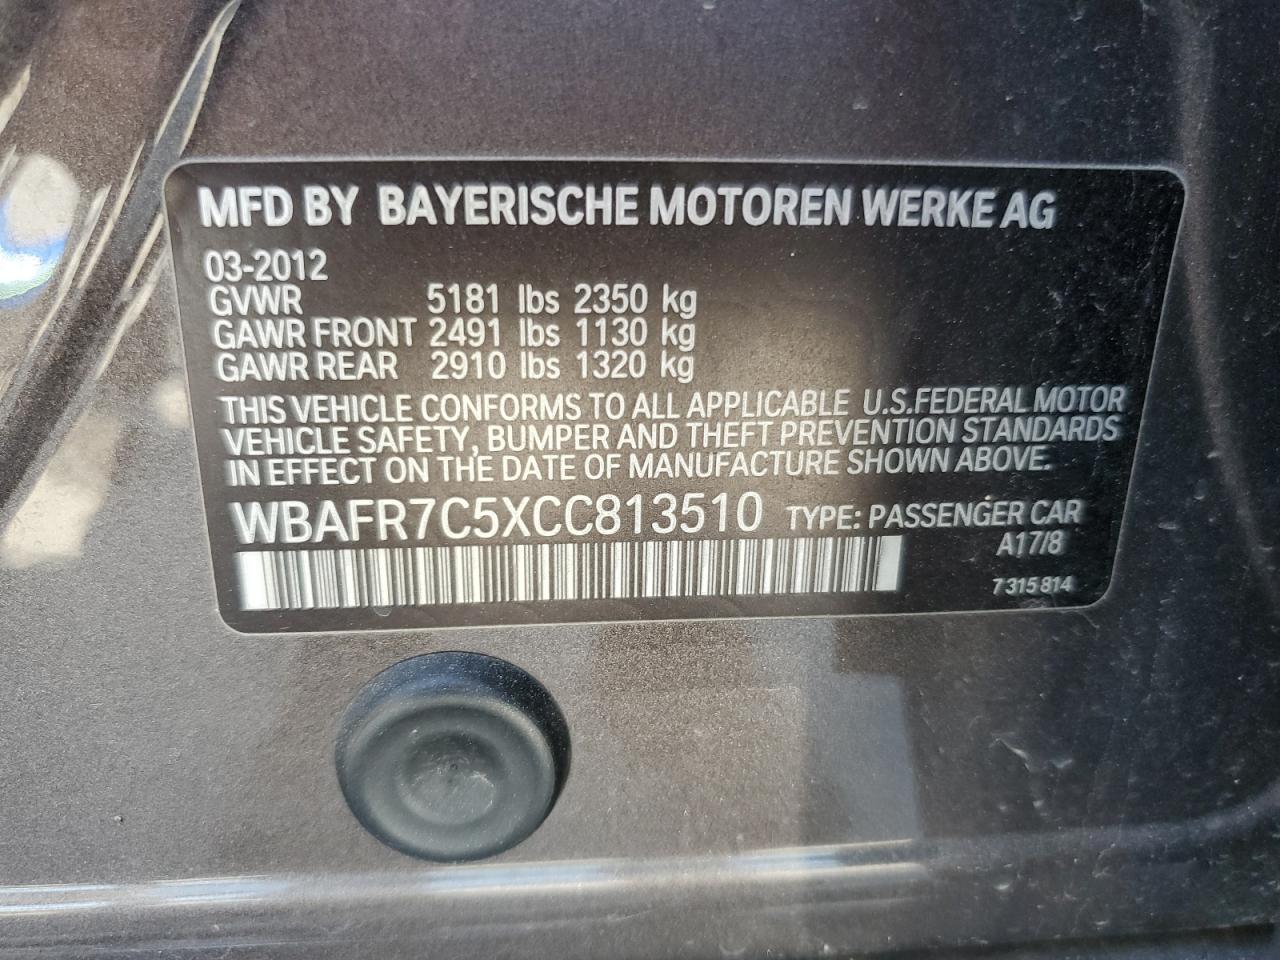 MFD BY BAYERISCHE MOTOREN WERKE AG
03-2012
GVWR 5181 lbs 2350 kg
GAWR FRONT 2491 lbs 1130 kg
GAWR REAR 2910 lbs 1320 kg
THIS VEHICLE CONFORMS TO ALL APPLICABLE U.S.FEDERAL MOTOR
VEHICLE SAFETY, BUMPER AND THEFT PREVENTION STANDARDS
IN EFFECT ON THE DATE OF MANUFACTURE SHOWN ABOVE.
WBAFR7C5XCC813510 TYPE: PASSENGER CAR
A17/8
7 315 814